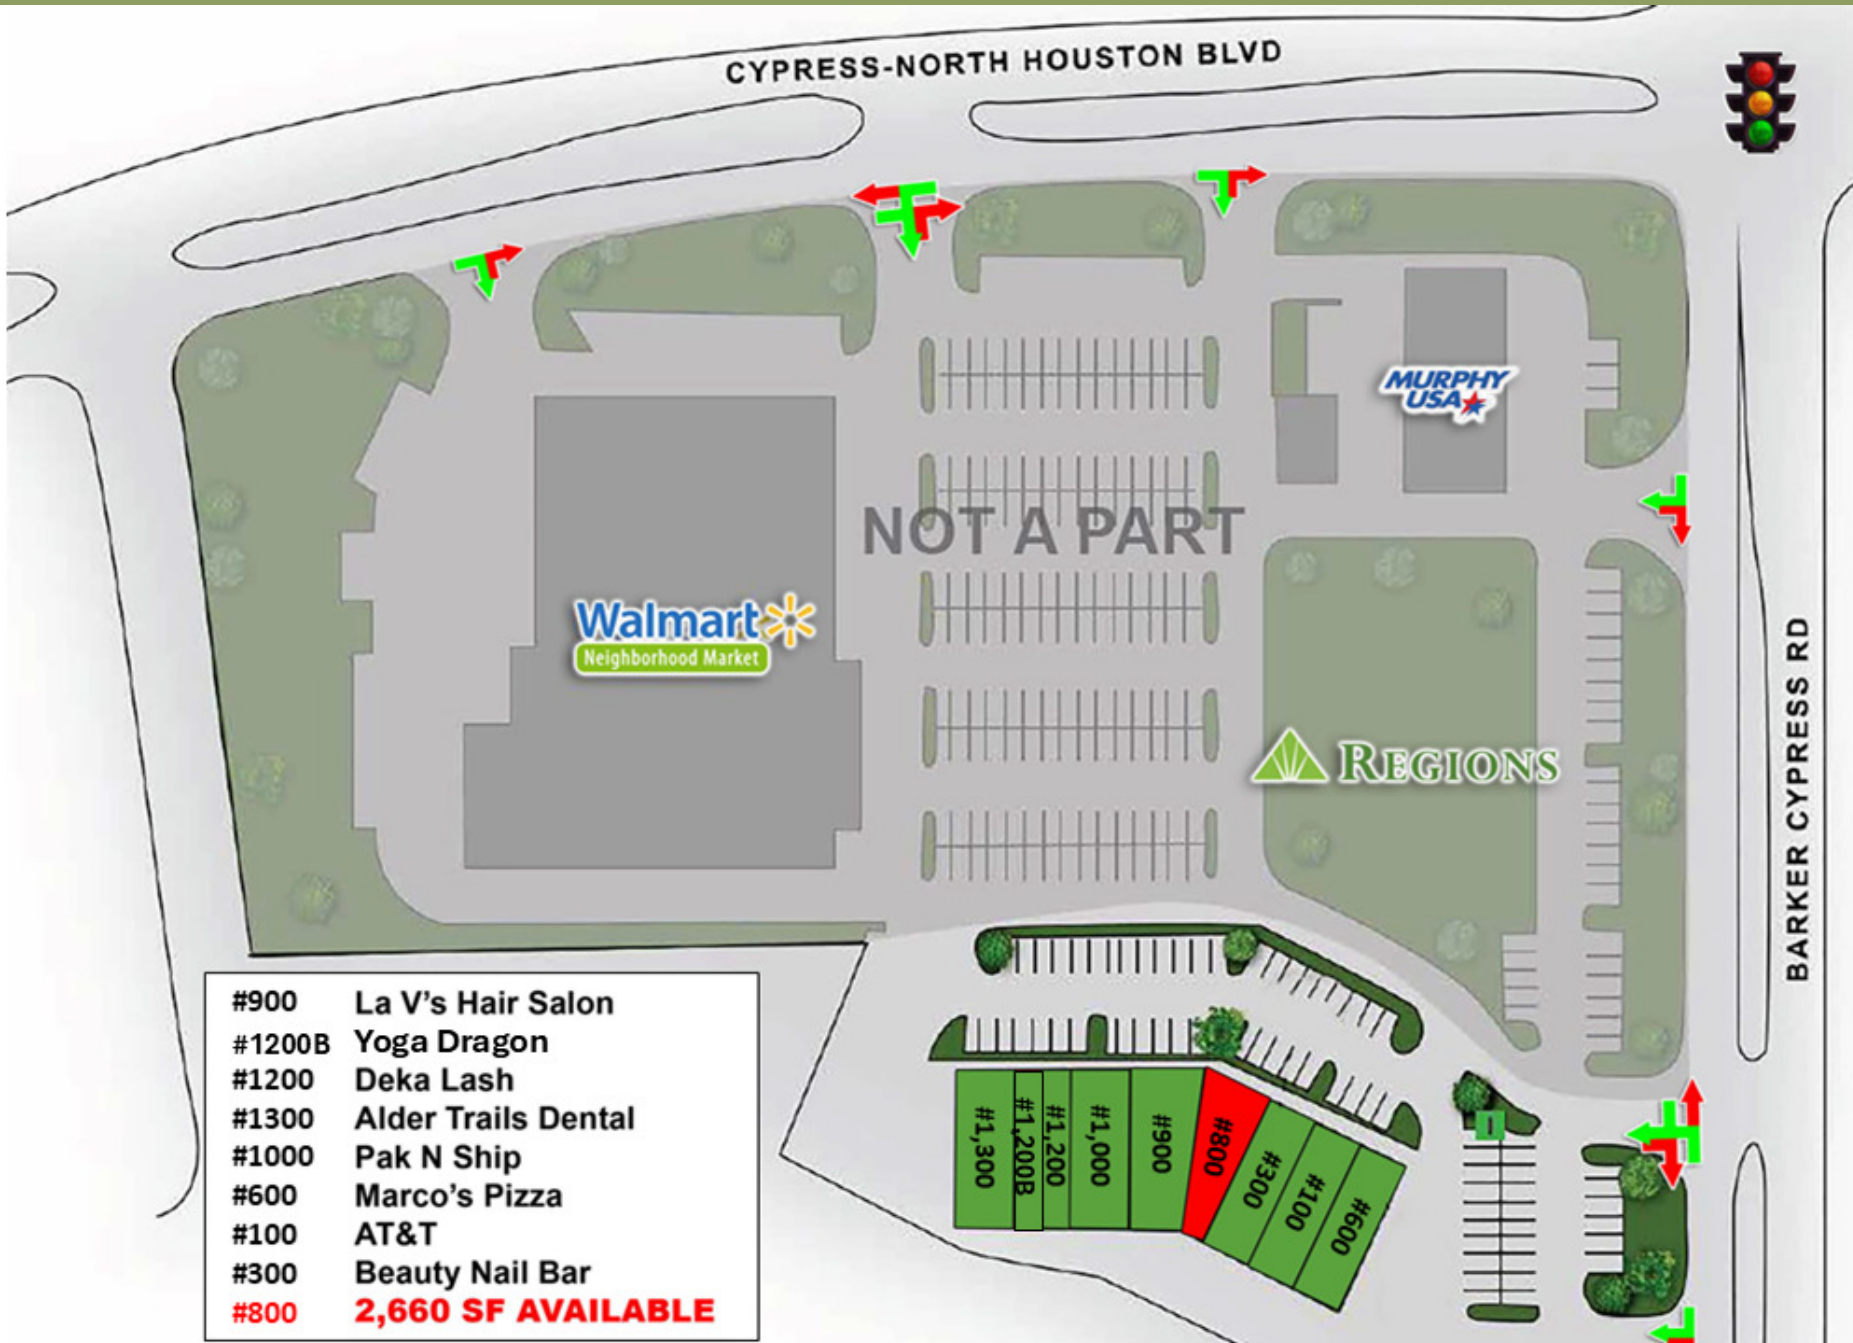 CYPRESS-NORTH HOUSTON BLVD
MURPHY
USA
NOT A PART
Walmart
Neighborhood Market
REGIONS
BARKER CYPRESS RD
#900 La V's Hair Salon
#1200B Yoga Dragon
#1200 Deka Lash
#1300 Alder Trails Dental
#1000 Pak N Ship
#600 Marco's Pizza
#100 AT&T
#300 Beauty Nail Bar
#800 2,660 SF AVAILABLE
#1,300
#1,200B
#1,200
#1,000
#900
#800
#300
#100
#600